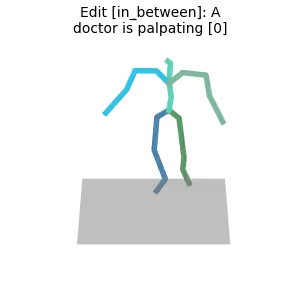 Edit [in_between]: A
doctor is palpating [0]